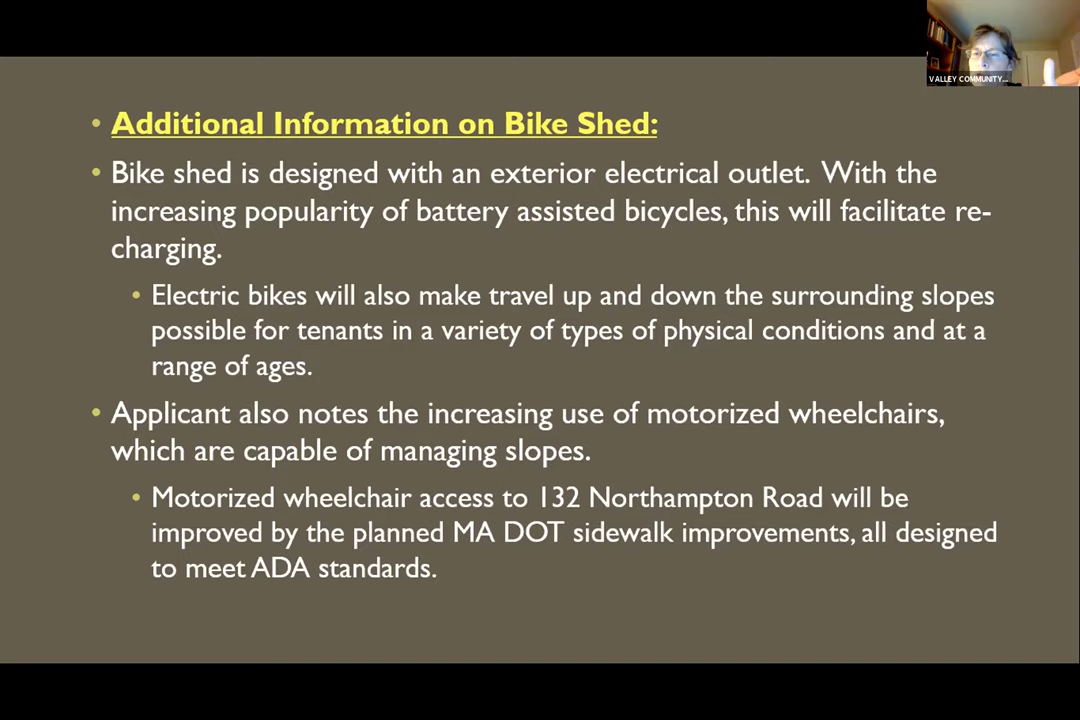 VALLEY COMMUNITY...
• Additional Information on Bike Shed:
• Bike shed is designed with an exterior electrical outlet. With the
increasing popularity of battery assisted bicycles, this will facilitate re-
charging.
• Electric bikes will also make travel up and down the surrounding slopes
possible for tenants in a variety of types of physical conditions and at a
range of ages.
• Applicant also notes the increasing use of motorized wheelchairs,
which are capable of managing slopes.
• Motorized wheelchair access to 132 Northampton Road will be
improved by the planned MA DOT sidewalk improvements, all designed
to meet ADA standards.